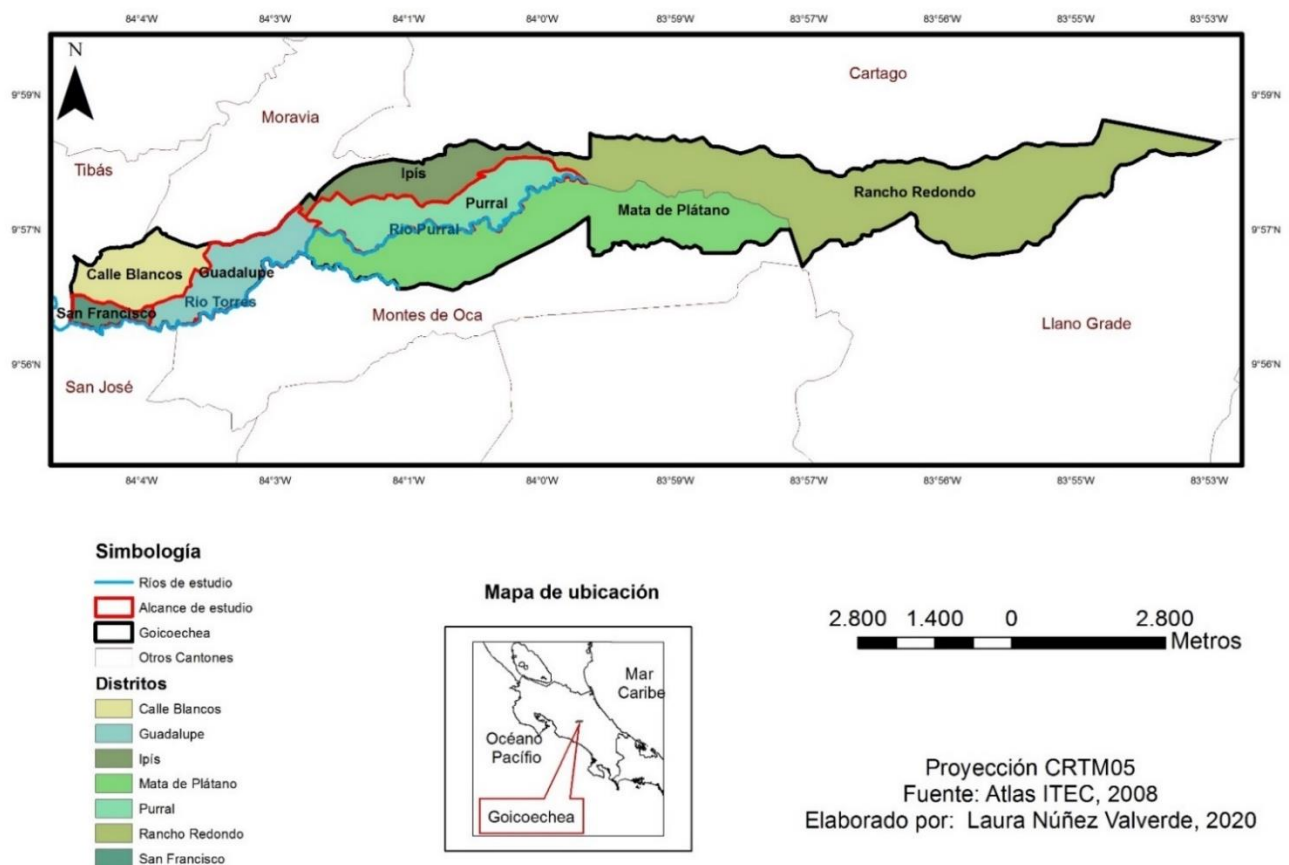 84°4'W 84°3'W 84°1'W 84°0'W 83°59'W 83°57'W 83°56'W 83°55'W 83°53'W
N
Cartago
9°59'N 9°59'N
Moravia
Tibás
Ipís
Rancho Redondo
Purral
Mata de Plátano
Río Purral
9°57'N 9°57'N
Calle Blancos
Guadalupe
Río Torres
San Francisco
Montes de Oca
Llano Grade
9°56'N 9°56'N
San José
84°4'W 84°3'W 84°1'W 84°0'W 83°59'W 83°57'W 83°56'W 83°55'W 83°53'W
Simbología
Ríos de estudio
Alcance de estudio
Goicoechea
Otros Cantones
Distritos
Calle Blancos
Guadalupe
Ipís
Mata de Plátano
Purral
Rancho Redondo
San Francisco
Mapa de ubicación
Mar
Caribe
Océano
Pacífio
Goicoechea
2.800 1.400 0 2.800
Metros
Proyección CRTM05
Fuente: Atlas ITEC, 2008
Elaborado por: Laura Núñez Valverde, 2020